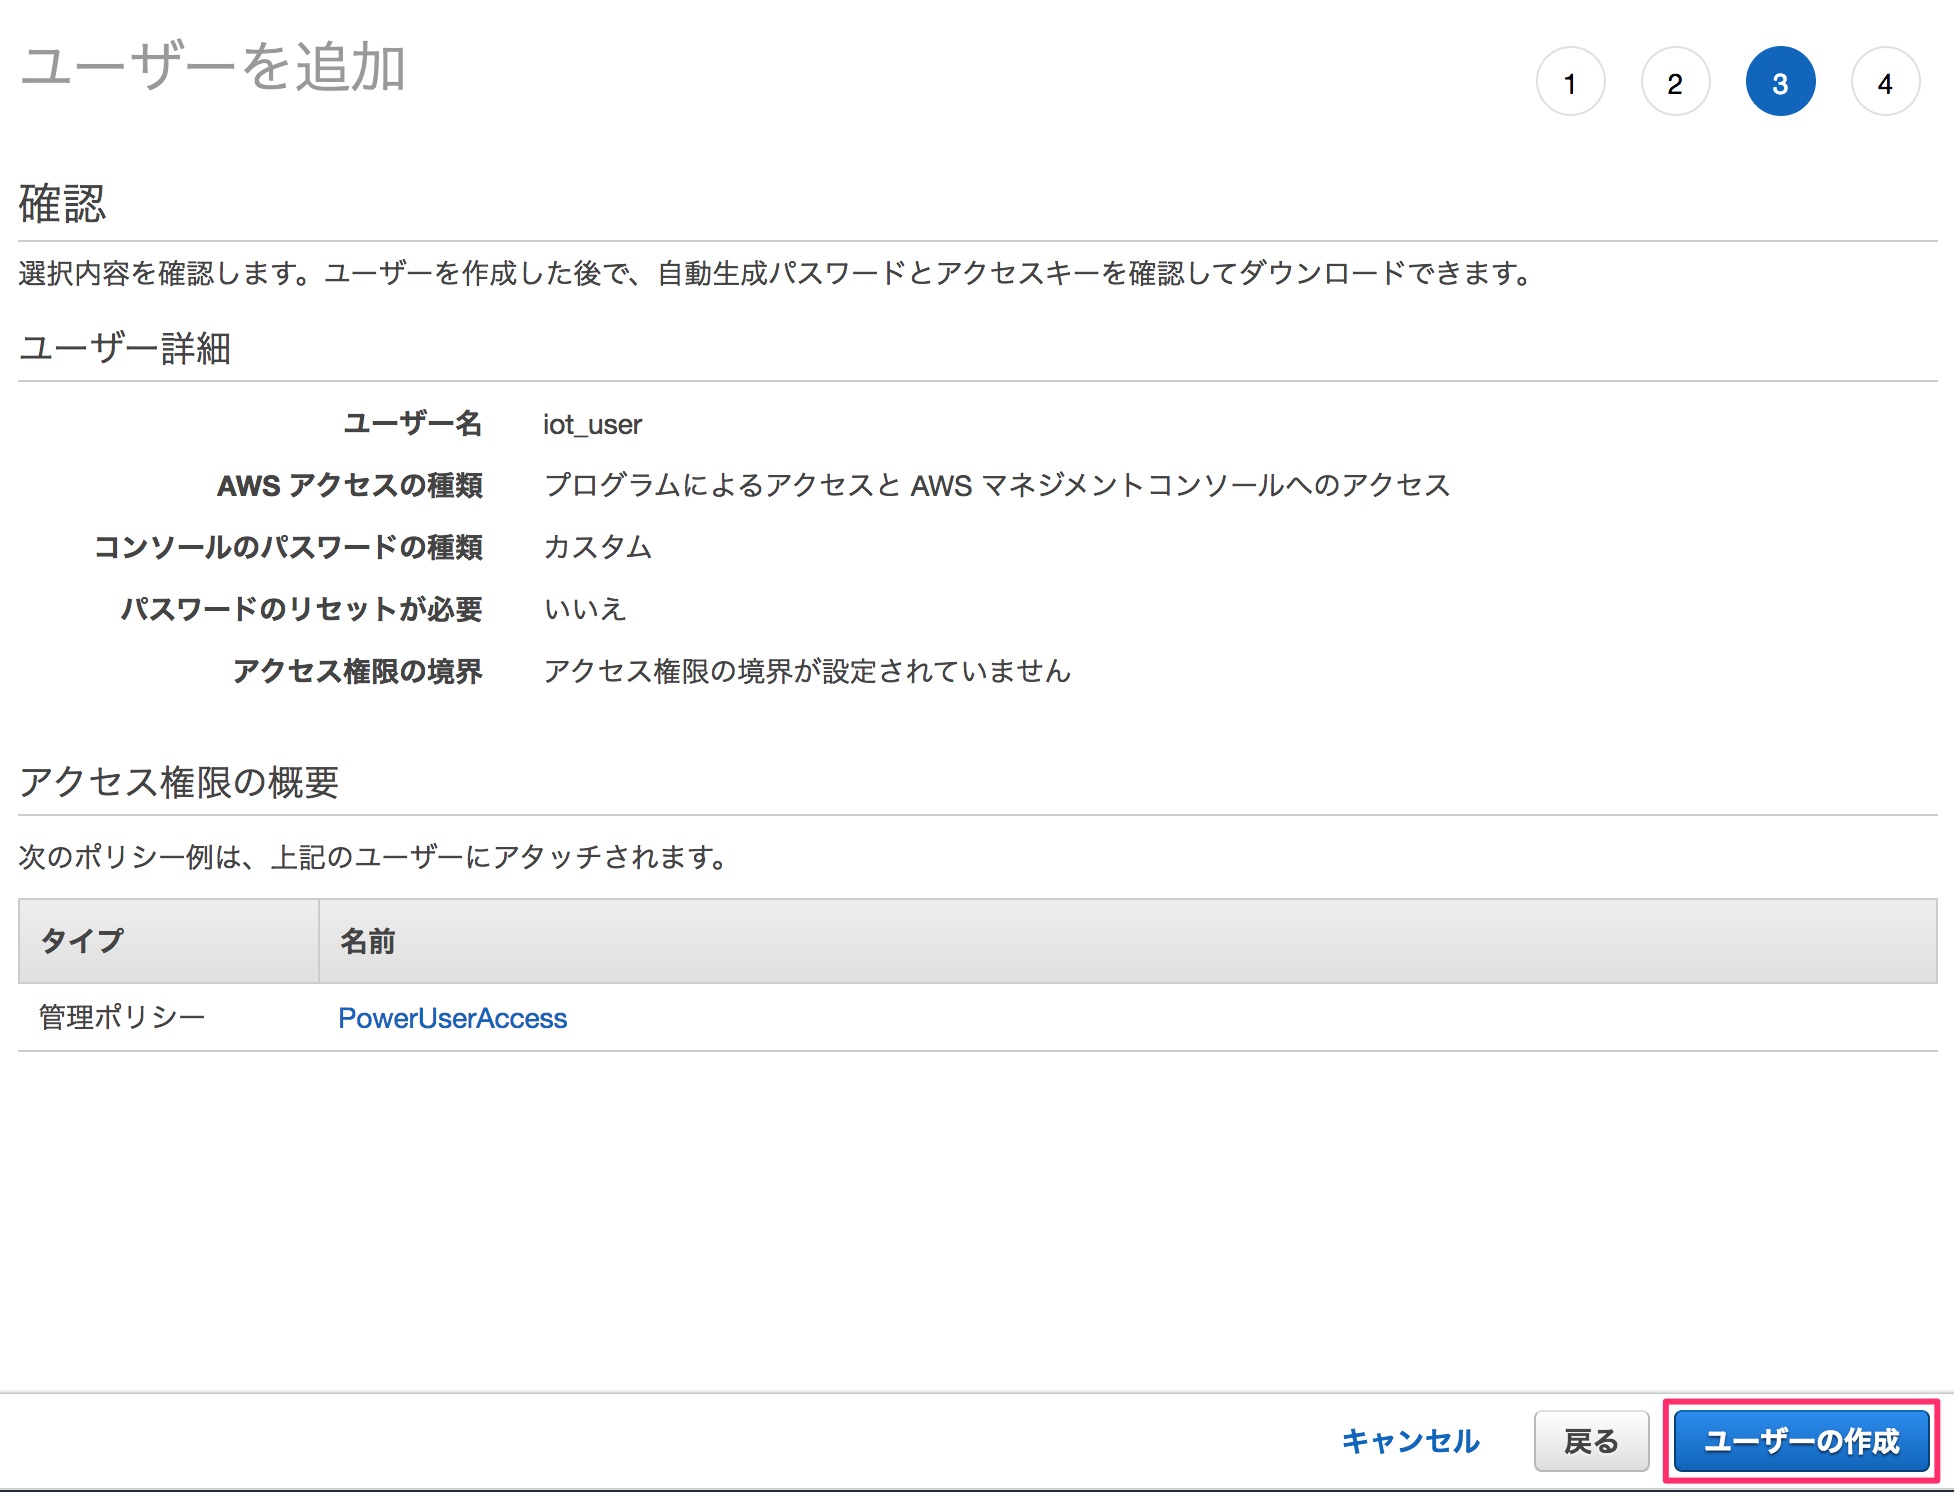 ユーザーを追加
1 2 3 4
確認
選択内容を確認します。ユーザーを作成した後で、自動生成パスワードとアクセスキーを確認してダウンロードできます。
ユーザー詳細
ユーザー名 iot_user
AWS アクセスの種類 プログラムによるアクセスと AWS マネジメントコンソールへのアクセス
コンソールのパスワードの種類 カスタム
パスワードのリセットが必要 いいえ
アクセス権限の境界 アクセス権限の境界が設定されていません
アクセス権限の概要
次のポリシー例は、上記のユーザーにアタッチされます。
タイプ 名前
管理ポリシー PowerUserAccess
キャンセル 戻る ユーザーの作成